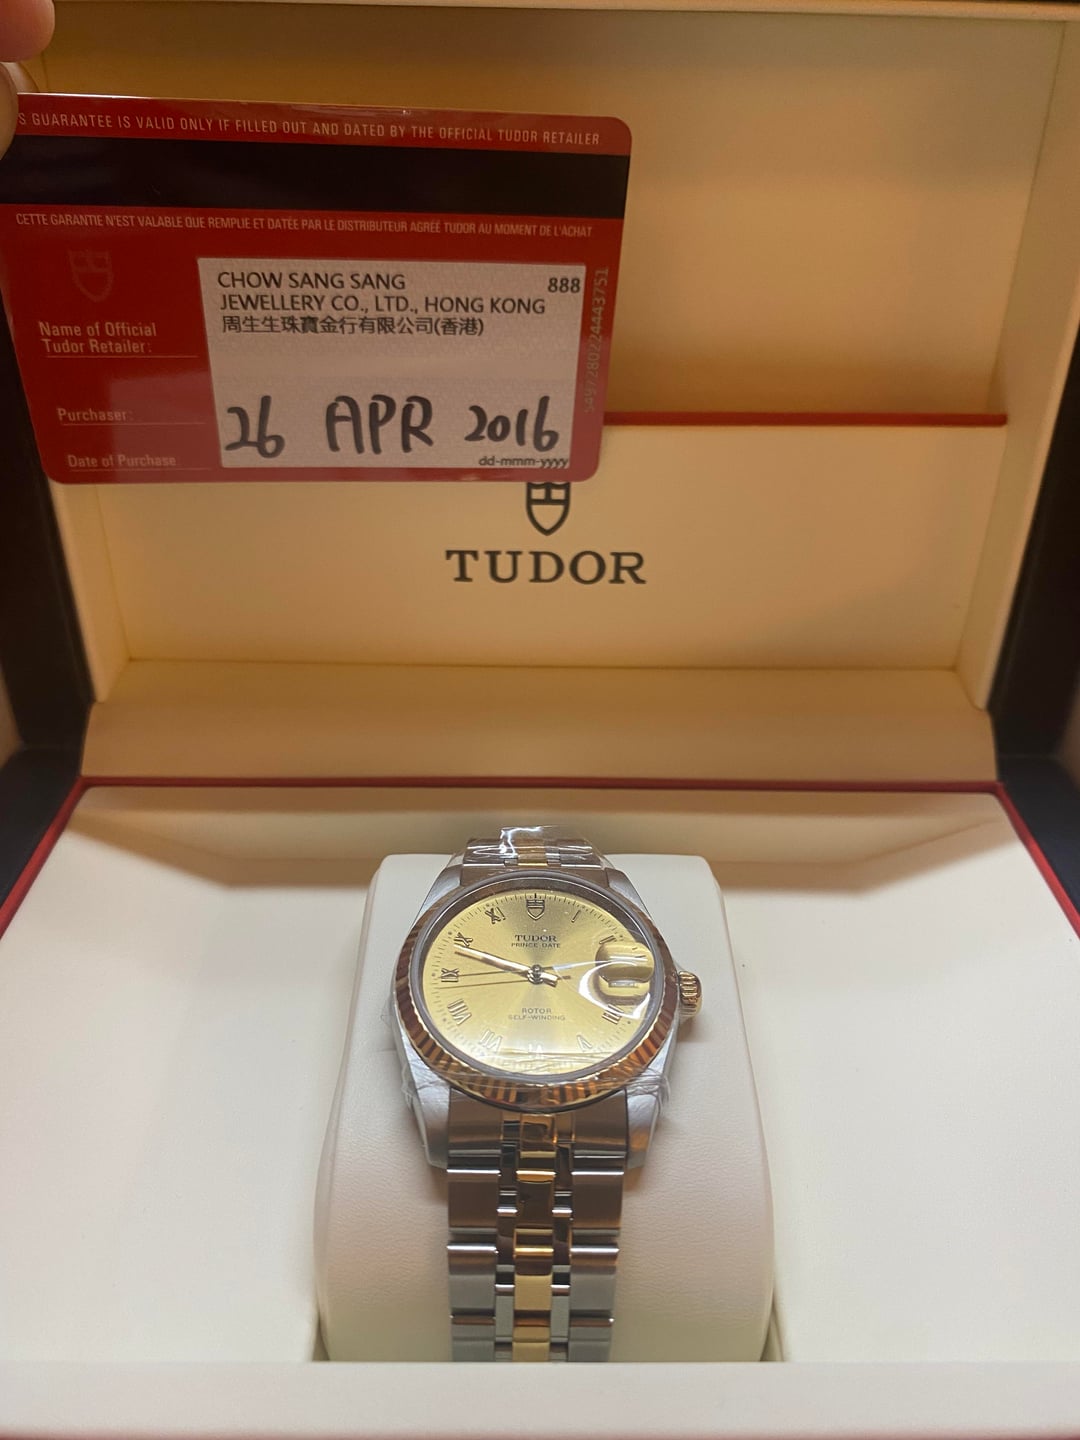 S GUARANTEE IS VALID ONLY IF FILLED OUT AND DATED BY THE OFFICIAL TUDOR RETAILER
CETTE GARANTIE N'EST VALABLE QUE REMPLIE ET DATÉE PAR LE DISTRIBUTEUR AGRÉÉ TUDOR AU MOMENT DE L'ACHAT
CHOW SANG SANG 888
JEWELLERY CO., LTD., HONG KONG
周生生珠寶金行有限公司(香港)
Name of Official
Tudor Retailer:
Purchaser:
26 APR 2016
Date of Purchase
dd-mmm-yyyy
TUDOR
TUDOR
PRINCE DATE
ROTOR
SELF-WINDING